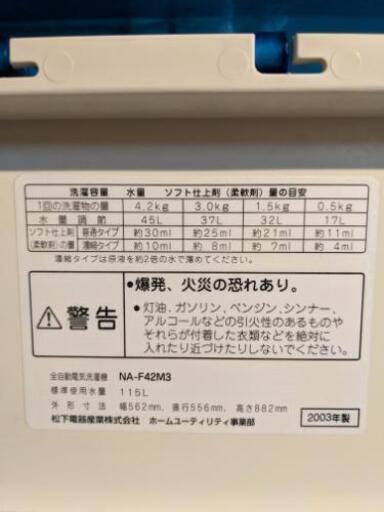 洗濯容量 水量 ソフト仕上剤(柔軟剤)量の目安
1回の洗濯物の量 4.2kg 3.0kg 1.5kg 0.5kg
水量調節 45L 37L 32L 17L
ソフト仕上剤(柔軟剤)の量 普通タイプ 約30ml 約25ml 約21ml 約11ml
濃縮タイプ 約10ml 約 8ml 約 7ml 約 4ml
濃縮タイプは原液を約2倍の水で薄めてください。
警告
•爆発、火災の恐れあり。
•灯油、ガソリン、ベンジン、シンナー、
アルコールなどの引火性のあるものや
それらが付着した衣類などを絶対に
入れたり近づけたりしないでください。
全自動電気洗濯機 NA-F42M3
標準使用水量 115L
外形寸法 幅562mm, 奥行556mm, 高さ882mm
松下電器産業株式会社 ホームユーティリティ事業部
2003年製